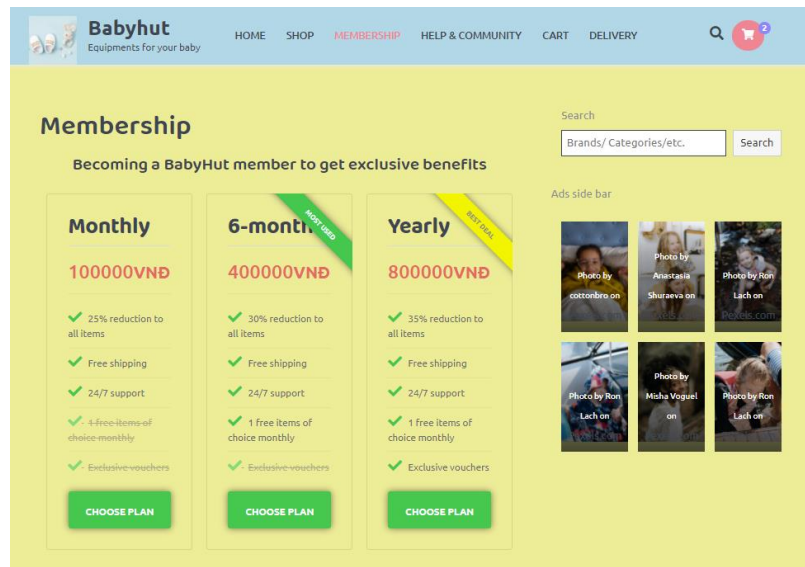 Babyhut
Equipments for your baby
HOME SHOP MEMBERSHIP HELP & COMMUNITY CART DELIVERY
2
Membership
Becoming a BabyHut member to get exclusive benefits
Monthly
100000VNĐ
25% reduction to
all items
Free shipping
24/7 support
1 free items of
choice monthly
Exclusive vouchers
CHOOSE PLAN
MOST USED
6-month
400000VNĐ
30% reduction to
all items
Free shipping
24/7 support
1 free items of
choice monthly
Exclusive vouchers
CHOOSE PLAN
BEST DEAL
Yearly
800000VNĐ
35% reduction to
all items
Free shipping
24/7 support
1 free items of
choice monthly
Exclusive vouchers
CHOOSE PLAN
Search
Brands/ Categories/etc.
Search
Ads side bar
Photo by
cottonbro on
Photo by
Anastasia
Shuraeva on
Pexels.com
Photo by Ron
Lach on
Pexels.com
Photo by Ron
Lach on
Photo by
Misha Voguel
on
Photo by Ron
Lach on